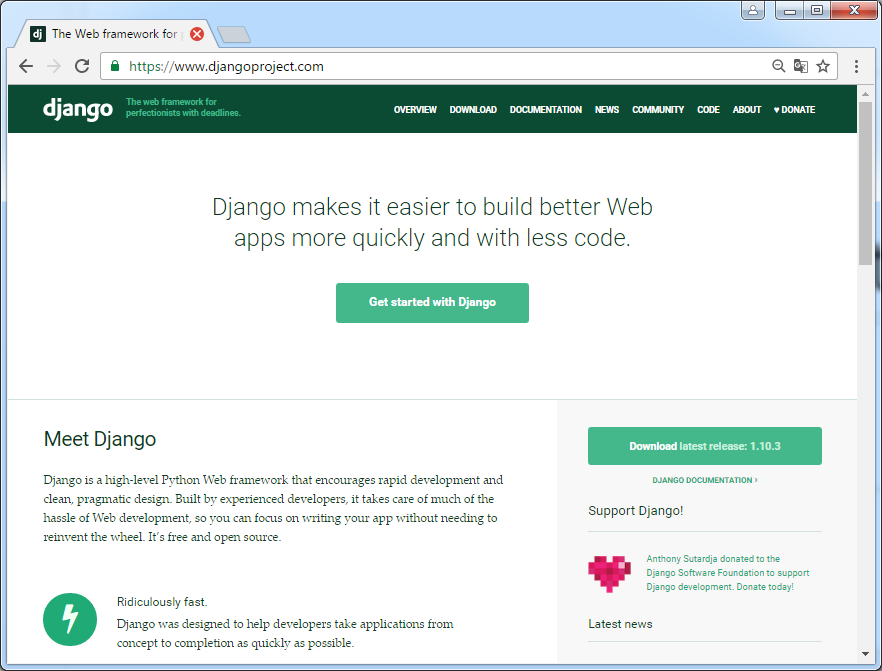 dj The Web framework for
https://www.djangoproject.com
django
The web framework for
perfectionists with deadlines.
OVERVIEW DOWNLOAD DOCUMENTATION NEWS COMMUNITY CODE ABOUT ♥ DONATE
Django makes it easier to build better Web
apps more quickly and with less code.
Get started with Django
Meet Django
Django is a high-level Python Web framework that encourages rapid development and
clean, pragmatic design. Built by experienced developers, it takes care of much of the
hassle of Web development, so you can focus on writing your app without needing to
reinvent the wheel. It’s free and open source.
Ridiculously fast.
Django was designed to help developers take applications from
concept to completion as quickly as possible.
Download latest release: 1.10.3
DJANGO DOCUMENTATION ›
Support Django!
Anthony Sutardja donated to the
Django Software Foundation to support
Django development. Donate today!
Latest news